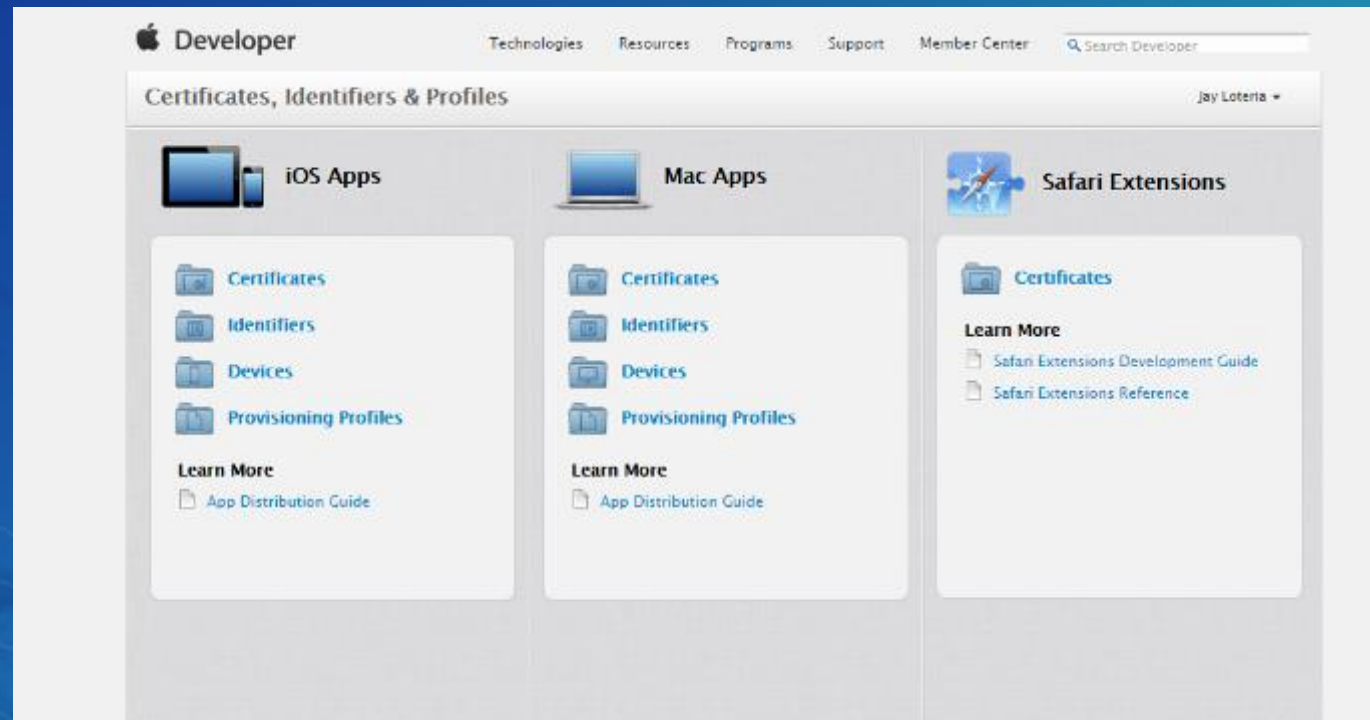 Developer
Technologies Resources Programs Support Member Center Search Developer
Certificates, Identifiers & Profiles
Jay Loteria
iOS Apps
Certificates
Identifiers
Devices
Provisioning Profiles
Learn More
App Distribution Guide
Mac Apps
Certificates
Identifiers
Devices
Provisioning Profiles
Learn More
App Distribution Guide
Safari Extensions
Certificates
Learn More
Safari Extensions Development Guide
Safari Extensions Reference